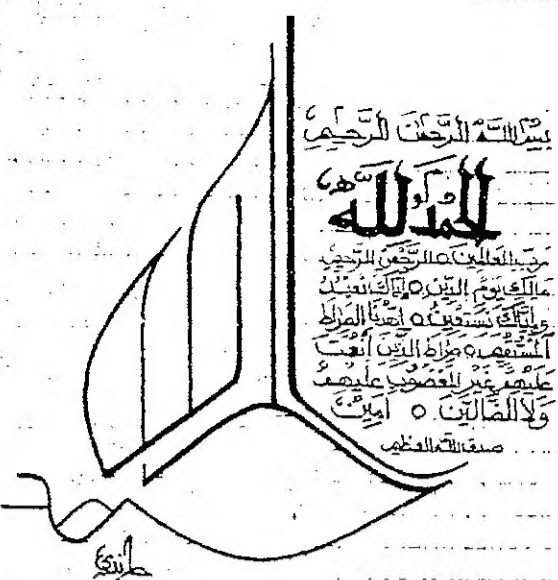 بسم الله الرحمن الرحيم
الحمد لله
رب العالمين ○ الرحمن الرحيم
مالك يوم الدين ○ إياك نعبد
وإياك نستعين ○ اهدنا الصراط
المستقيم ○ صراط الذين أنعمت
عليهم غير المغضوب عليهم
ولا الضالين ○ آمين
صدق الله العظيم